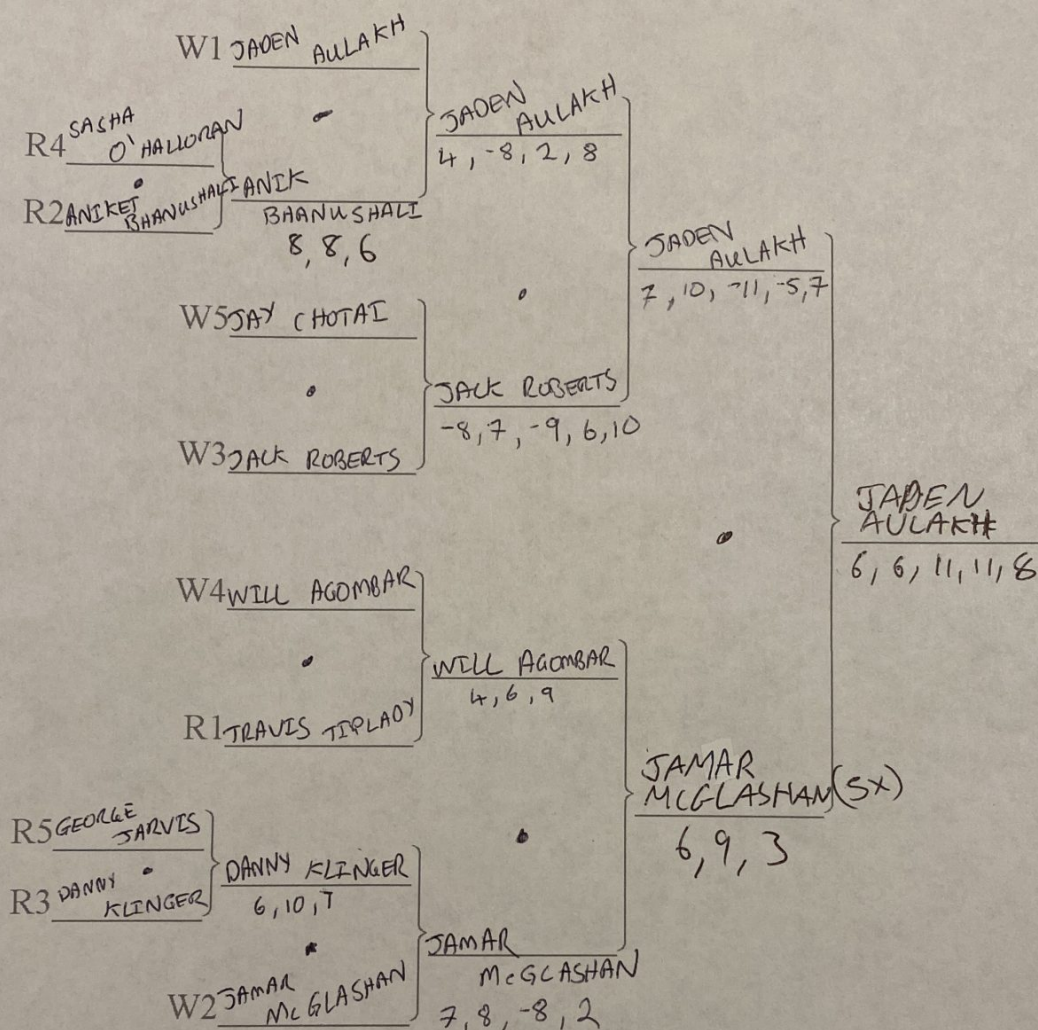 W1 JADEN AULAKH
R4 SASHA O'HALLORAN
R2 ANIKET BHANUSHALI
ANIK
BHANUSHALI
8, 8, 6
JADEN
AULAKH
4, -8, 2, 8
W5 JAY CHOTAI
W3 JACK ROBERTS
JACK ROBERTS
-8, 7, -9, 6, 10
JADEN
AULAKH
7, 10, -11, -5, 7
W4 WILL AGOMBAR
R1 TRAVIS TIPLADY
WILL AGOMBAR
4, 6, 9
R5 GEORGE JARVIS
R3 DANNY KLINGER
DANNY KLINGER
6, 10, 7
W2 JAMAR McGLASHAN
JAMAR
McGLASHAN
7, 8, -8, 2
JAMAR
McGLASHAN (SX)
6, 9, 3
JADEN
AULAKH
6, 6, 11, 11, 8